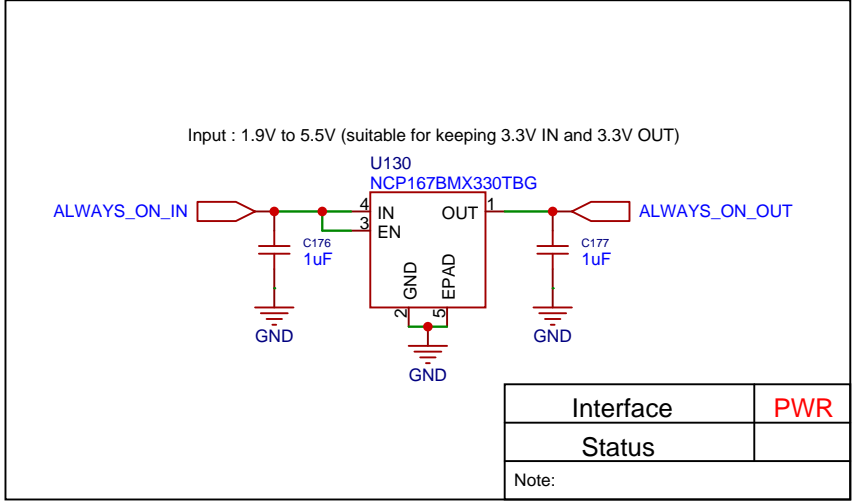 Input : 1.9V to 5.5V (suitable for keeping 3.3V IN and 3.3V OUT)
U130
NCP167BMX330TBG
ALWAYS_ON_IN
4
IN
OUT
1
ALWAYS_ON_OUT
3
EN
C176
1uF
C177
1uF
GND
EPAD
2
5
GND
GND
GND
Interface
PWR
Status
Note: